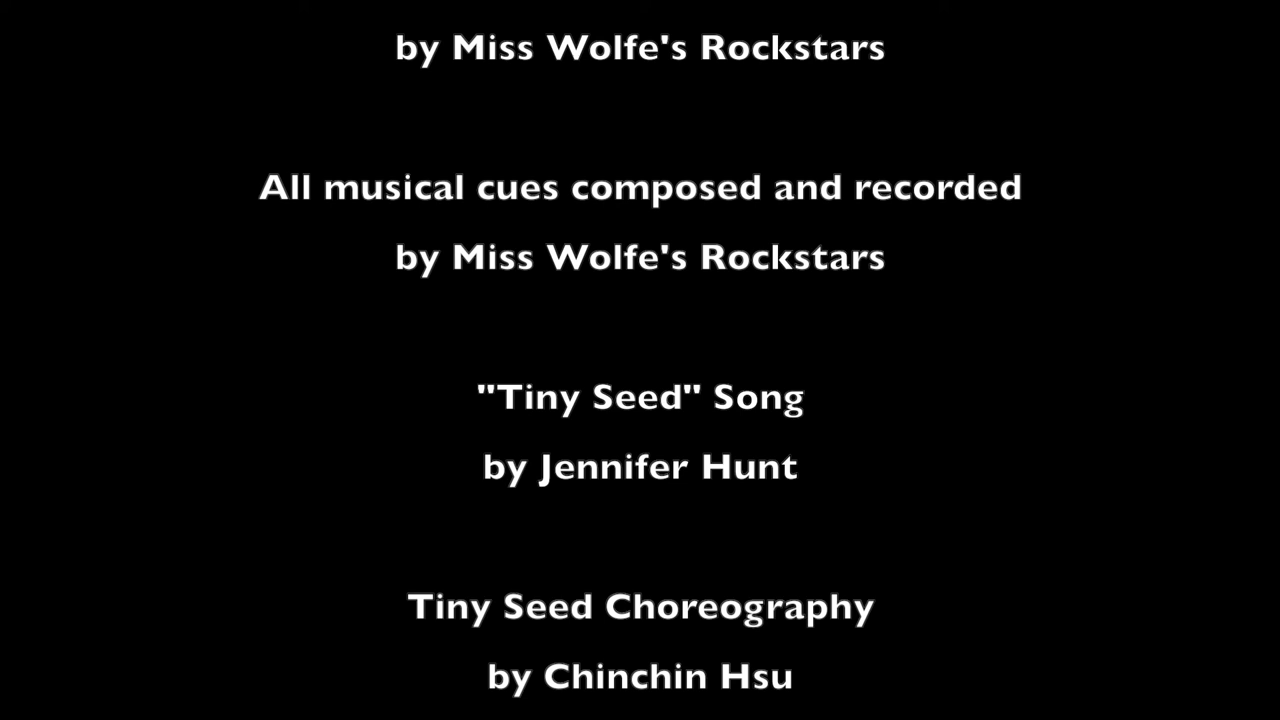 by Miss Wolfe's Rockstars
All musical cues composed and recorded
by Miss Wolfe's Rockstars
"Tiny Seed" Song
by Jennifer Hunt
Tiny Seed Choreography
by Chinchin Hsu